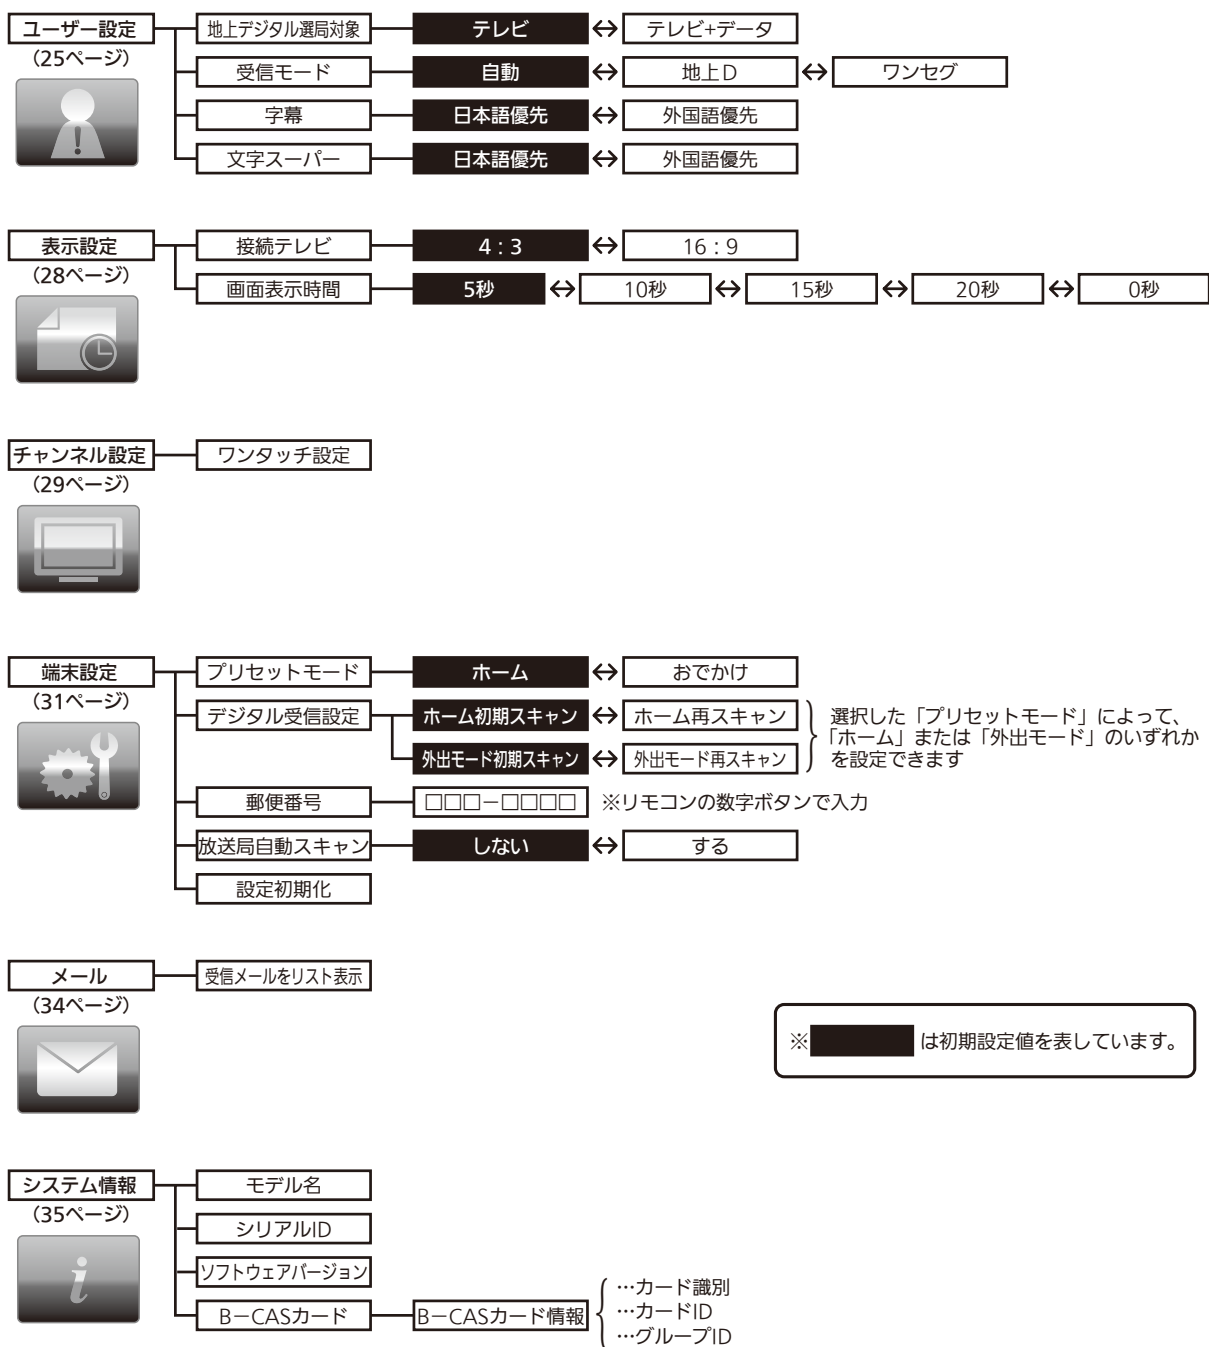 ユーザー設定 地上デジタル選局対象 テレビ テレビ+データ
（25ページ） 受信モード 自動 地上D ワンセグ
字幕 日本語優先 外国語優先
文字スーパー 日本語優先 外国語優先
表示設定 接続テレビ 4：3 16：9
（28ページ） 画面表示時間 5秒 10秒 15秒 20秒 0秒
チャンネル設定 ワンタッチ設定
（29ページ）
端末設定 プリセットモード ホーム おでかけ
（31ページ） デジタル受信設定 ホーム初期スキャン ホーム再スキャン
外出モード初期スキャン 外出モード再スキャン
選択した「プリセットモード」によって、
「ホーム」または「外出モード」のいずれか
を設定できます
郵便番号 □□□－□□□□ ※リモコンの数字ボタンで入力
放送局自動スキャン しない する
設定初期化
メール 受信メールをリスト表示
（34ページ）
※ は初期設定値を表しています。
システム情報 モデル名
（35ページ） シリアルID
ソフトウェアバージョン
B－CASカード B－CASカード情報
…カード識別
…カードID
…グループID